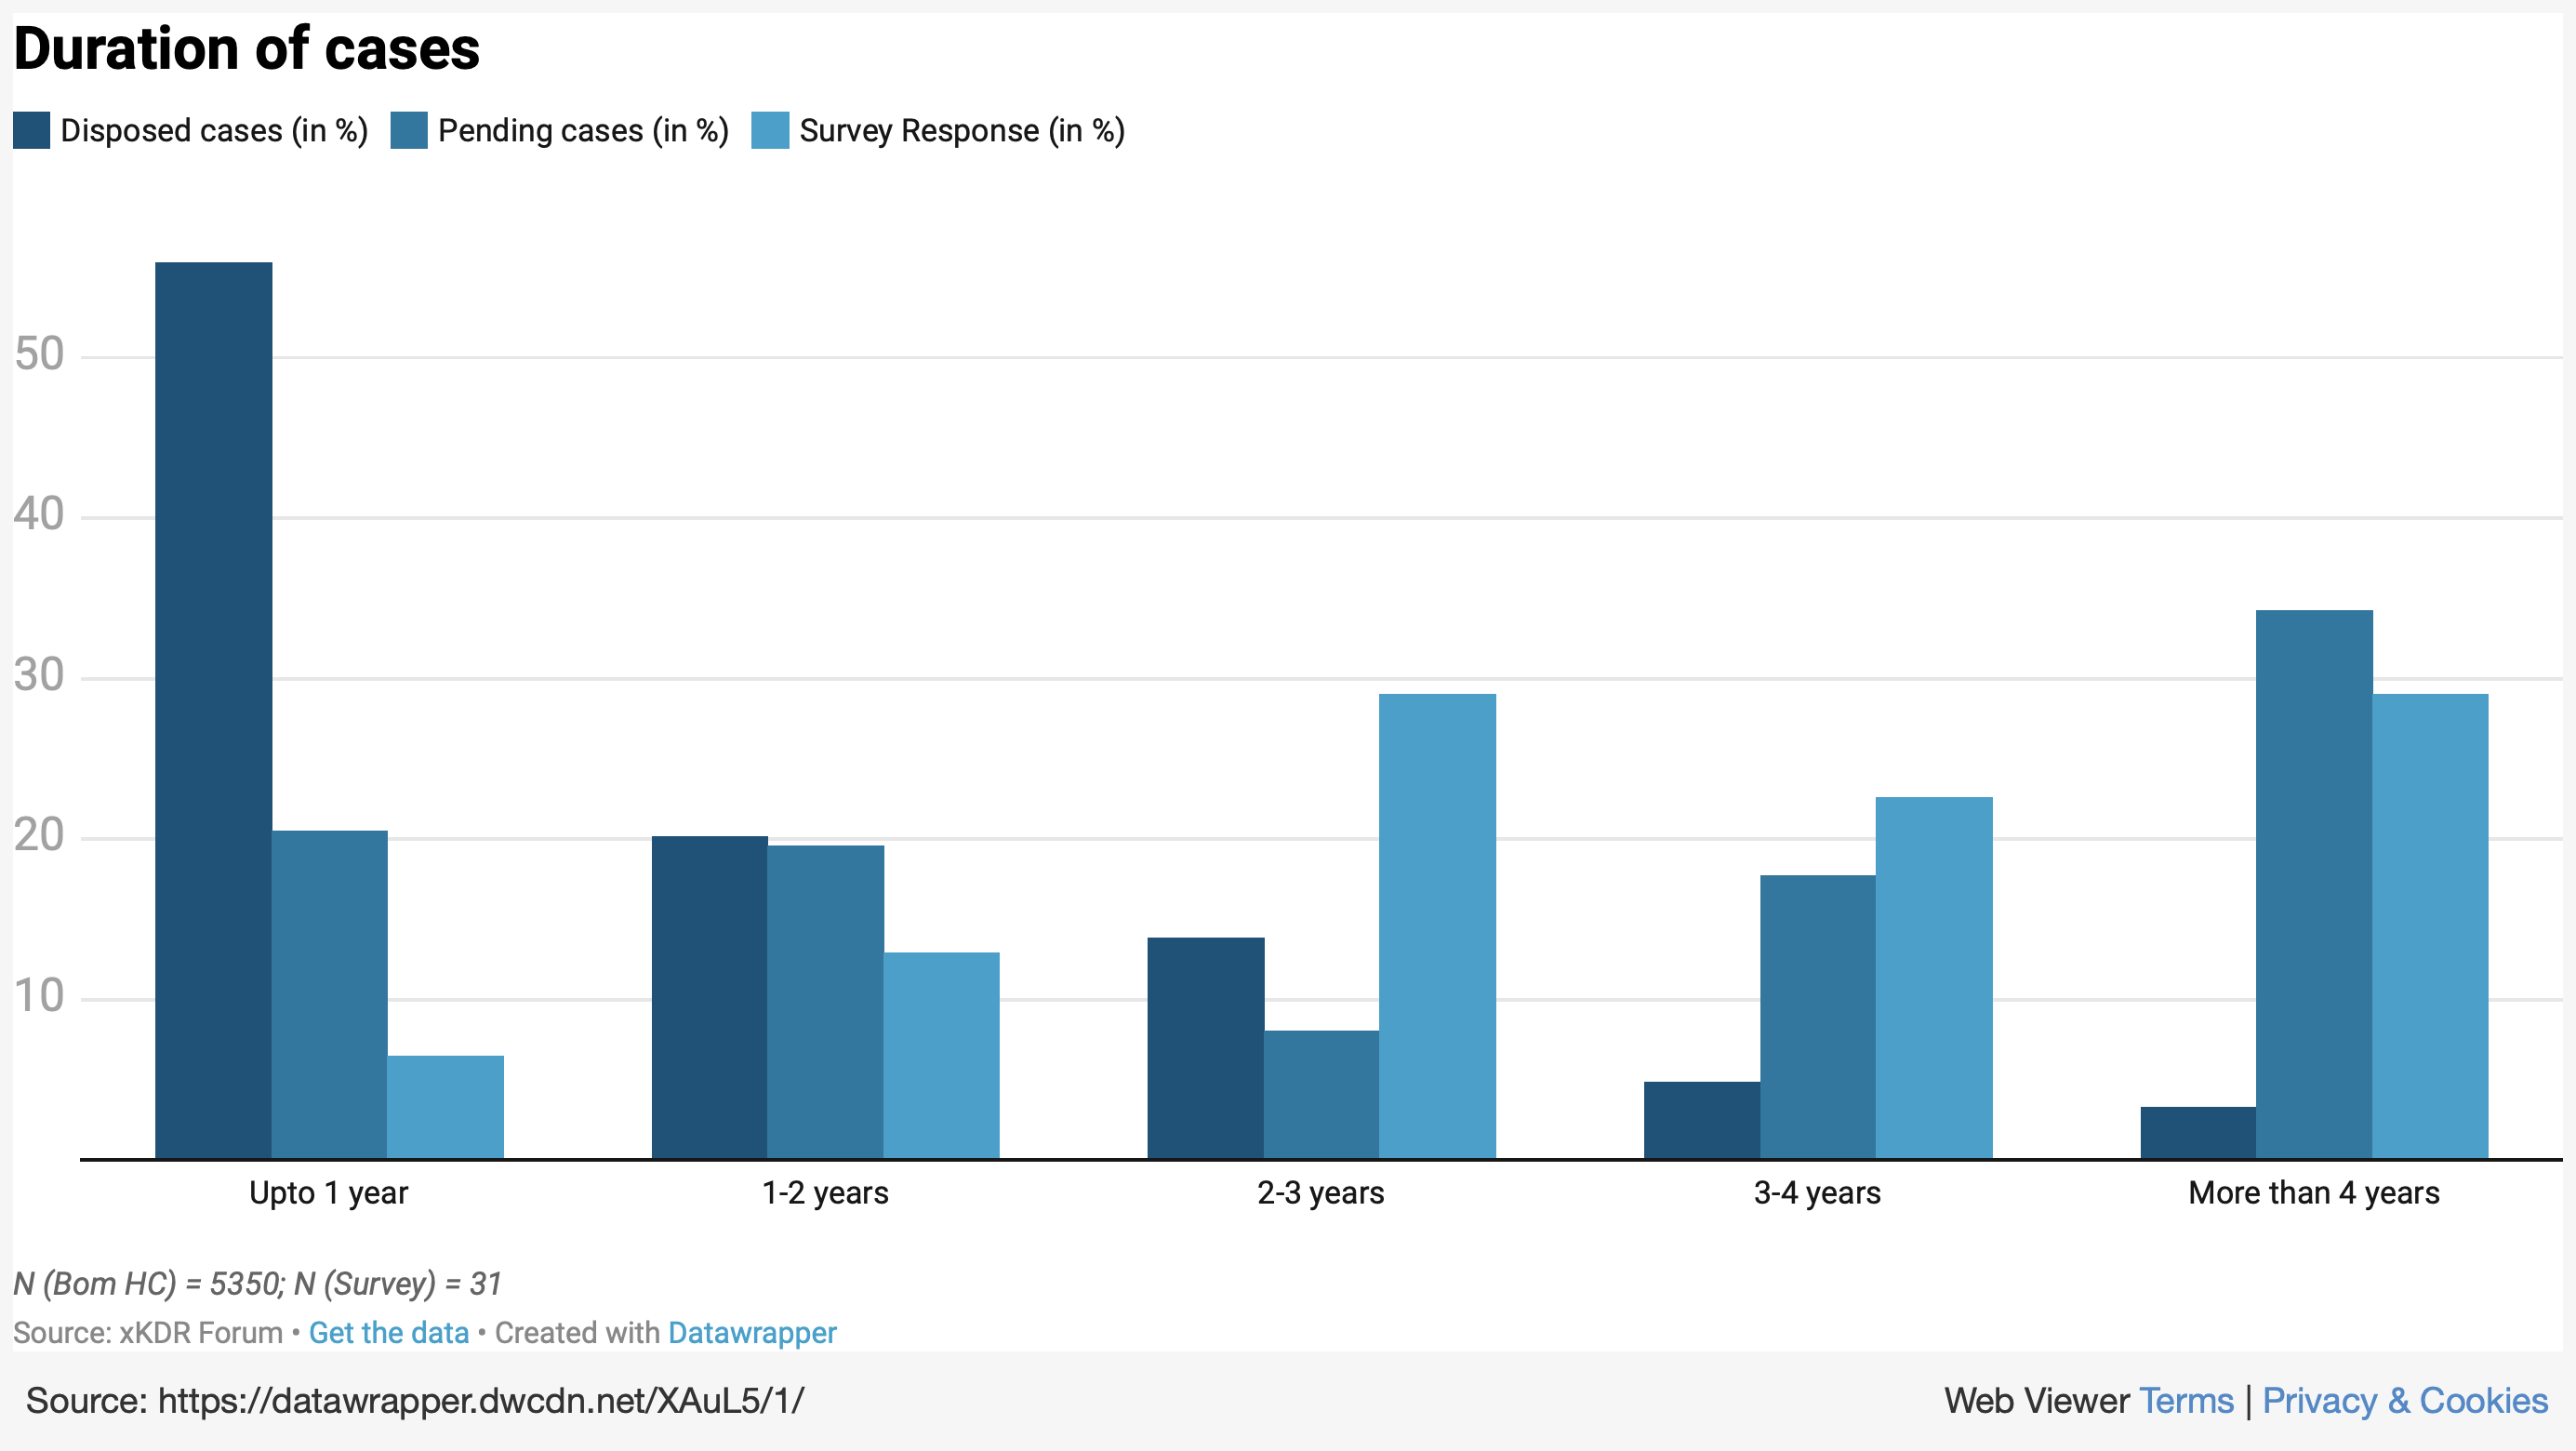 Duration of cases
Disposed cases (in %) Pending cases (in %) Survey Response (in %)
50
40
30
20
10
Upto 1 year 1-2 years 2-3 years 3-4 years More than 4 years
N (Bom HC) = 5350; N (Survey) = 31
Source: xKDR Forum • Get the data • Created with Datawrapper
Source: https://datawrapper.dwcdn.net/XAuL5/1/ Web Viewer Terms | Privacy & Cookies